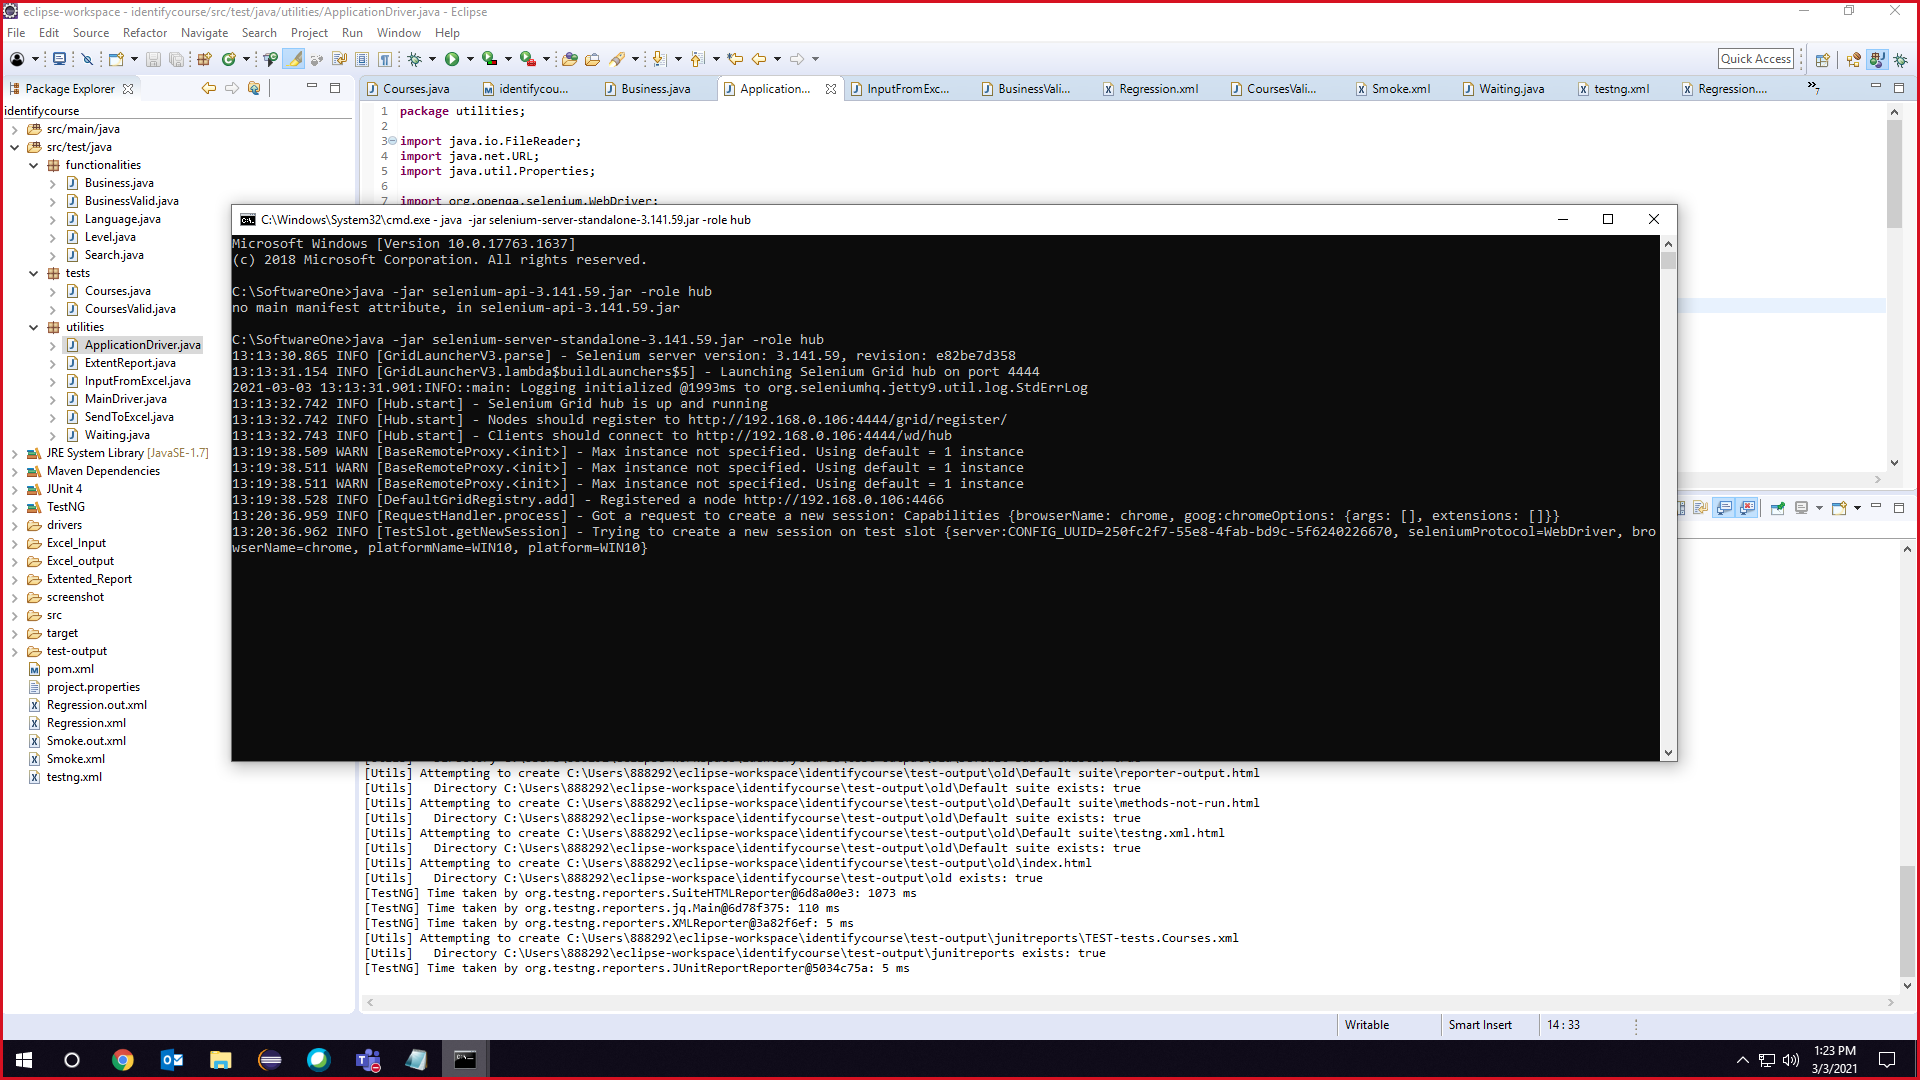 eclipse-workspace - identifycourse/src/test/java/utilities/ApplicationDriver.java - Eclipse
File Edit Source Refactor Navigate Search Project Run Window Help
Quick Access
Package Explorer
identifycourse
src/main/java
src/test/java
functionalities
Business.java
BusinessValid.java
Language.java
Level.java
Search.java
tests
Courses.java
CoursesValid.java
utilities
ApplicationDriver.java
ExtentReport.java
InputFromExcel.java
MainDriver.java
SendToExcel.java
Waiting.java
JRE System Library [JavaSE-1.7]
Maven Dependencies
JUnit 4
TestNG
drivers
Excel_Input
Excel_output
Extented_Report
screenshot
src
target
test-output
pom.xml
project.properties
Regression.out.xml
Regression.xml
Smoke.out.xml
Smoke.xml
testng.xml
Courses.java identifycou... Business.java Application... InputFromExc... BusinessVali... Regression.xml CoursesVali... Smoke.xml Waiting.java testng.xml Regression.... »7
1 package utilities;
2
3 import java.io.FileReader;
4 import java.net.URL;
5 import java.util.Properties;
6
7 import org.openqa.selenium.WebDriver;
C:\Windows\System32\cmd.exe - java -jar selenium-server-standalone-3.141.59.jar -role hub
Microsoft Windows [Version 10.0.17763.1637]
(c) 2018 Microsoft Corporation. All rights reserved.
C:\SoftwareOne>java -jar selenium-api-3.141.59.jar -role hub
no main manifest attribute, in selenium-api-3.141.59.jar
C:\SoftwareOne>java -jar selenium-server-standalone-3.141.59.jar -role hub
13:13:30.865 INFO [GridLauncherV3.parse] - Selenium server version: 3.141.59, revision: e82be7d358
13:13:31.154 INFO [GridLauncherV3.lambda$buildLaunchers$5] - Launching Selenium Grid hub on port 4444
2021-03-03 13:13:31.901:INFO::main: Logging initialized @1993ms to org.seleniumhq.jetty9.util.log.StdErrLog
13:13:32.742 INFO [Hub.start] - Selenium Grid hub is up and running
13:13:32.742 INFO [Hub.start] - Nodes should register to http://192.168.0.106:4444/grid/register/
13:13:32.743 INFO [Hub.start] - Clients should connect to http://192.168.0.106:4444/wd/hub
13:19:38.509 WARN [BaseRemoteProxy.<init>] - Max instance not specified. Using default = 1 instance
13:19:38.511 WARN [BaseRemoteProxy.<init>] - Max instance not specified. Using default = 1 instance
13:19:38.511 WARN [BaseRemoteProxy.<init>] - Max instance not specified. Using default = 1 instance
13:19:38.528 INFO [DefaultGridRegistry.add] - Registered a node http://192.168.0.106:4466
13:20:36.959 INFO [RequestHandler.process] - Got a request to create a new session: Capabilities {browserName: chrome, goog:chromeOptions: {args: [], extensions: []}}
13:20:36.962 INFO [TestSlot.getNewSession] - Trying to create a new session on test slot {server:CONFIG_UUID=250fc2f7-55e8-4fab-bd9c-5f6240226670, seleniumProtocol=WebDriver, bro
wserName=chrome, platformName=WIN10, platform=WIN10}
[Utils] Attempting to create C:\Users\888292\eclipse-workspace\identifycourse\test-output\old\Default suite\reporter-output.html
[Utils]   Directory C:\Users\888292\eclipse-workspace\identifycourse\test-output\old\Default suite exists: true
[Utils] Attempting to create C:\Users\888292\eclipse-workspace\identifycourse\test-output\old\Default suite\methods-not-run.html
[Utils]   Directory C:\Users\888292\eclipse-workspace\identifycourse\test-output\old\Default suite exists: true
[Utils] Attempting to create C:\Users\888292\eclipse-workspace\identifycourse\test-output\old\Default suite\testng.xml.html
[Utils]   Directory C:\Users\888292\eclipse-workspace\identifycourse\test-output\old\Default suite exists: true
[Utils] Attempting to create C:\Users\888292\eclipse-workspace\identifycourse\test-output\old\index.html
[Utils]   Directory C:\Users\888292\eclipse-workspace\identifycourse\test-output\old exists: true
[TestNG] Time taken by org.testng.reporters.SuiteHTMLReporter@6d8a00e3: 1073 ms
[TestNG] Time taken by org.testng.reporters.jq.Main@6d78f375: 110 ms
[TestNG] Time taken by org.testng.reporters.XMLReporter@3a82f6ef: 5 ms
[Utils] Attempting to create C:\Users\888292\eclipse-workspace\identifycourse\test-output\junitreports\TEST-tests.Courses.xml
[Utils]   Directory C:\Users\888292\eclipse-workspace\identifycourse\test-output\junitreports exists: true
[TestNG] Time taken by org.testng.reporters.JUnitReportReporter@5034c75a: 5 ms
Writable Smart Insert 14 : 33
1:23 PM
3/3/2021